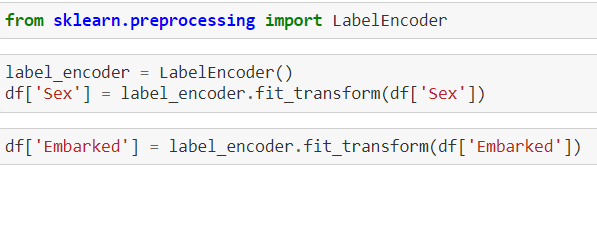 from sklearn.preprocessing import LabelEncoder
label_encoder = LabelEncoder()
df['Sex'] = label_encoder.fit_transform(df['Sex'])
df['Embarked'] = label_encoder.fit_transform(df['Embarked'])